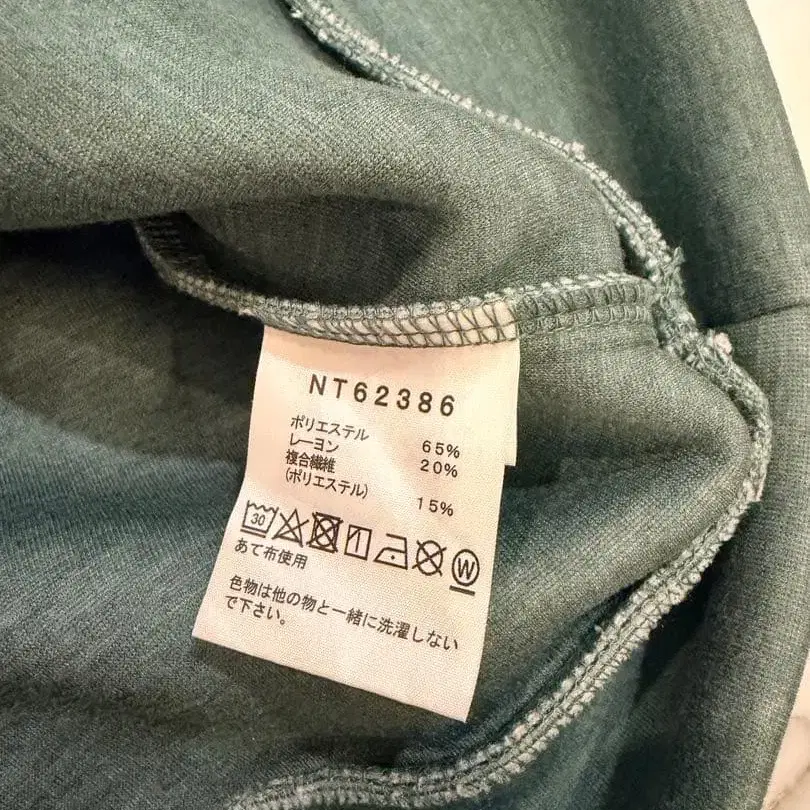 NT62386
ポリエステル 65%
レーヨン 20%
複合繊維
(ポリエステル) 15%
30 W
あて布使用
色物は他の物と一緒に洗濯しない
で下さい。